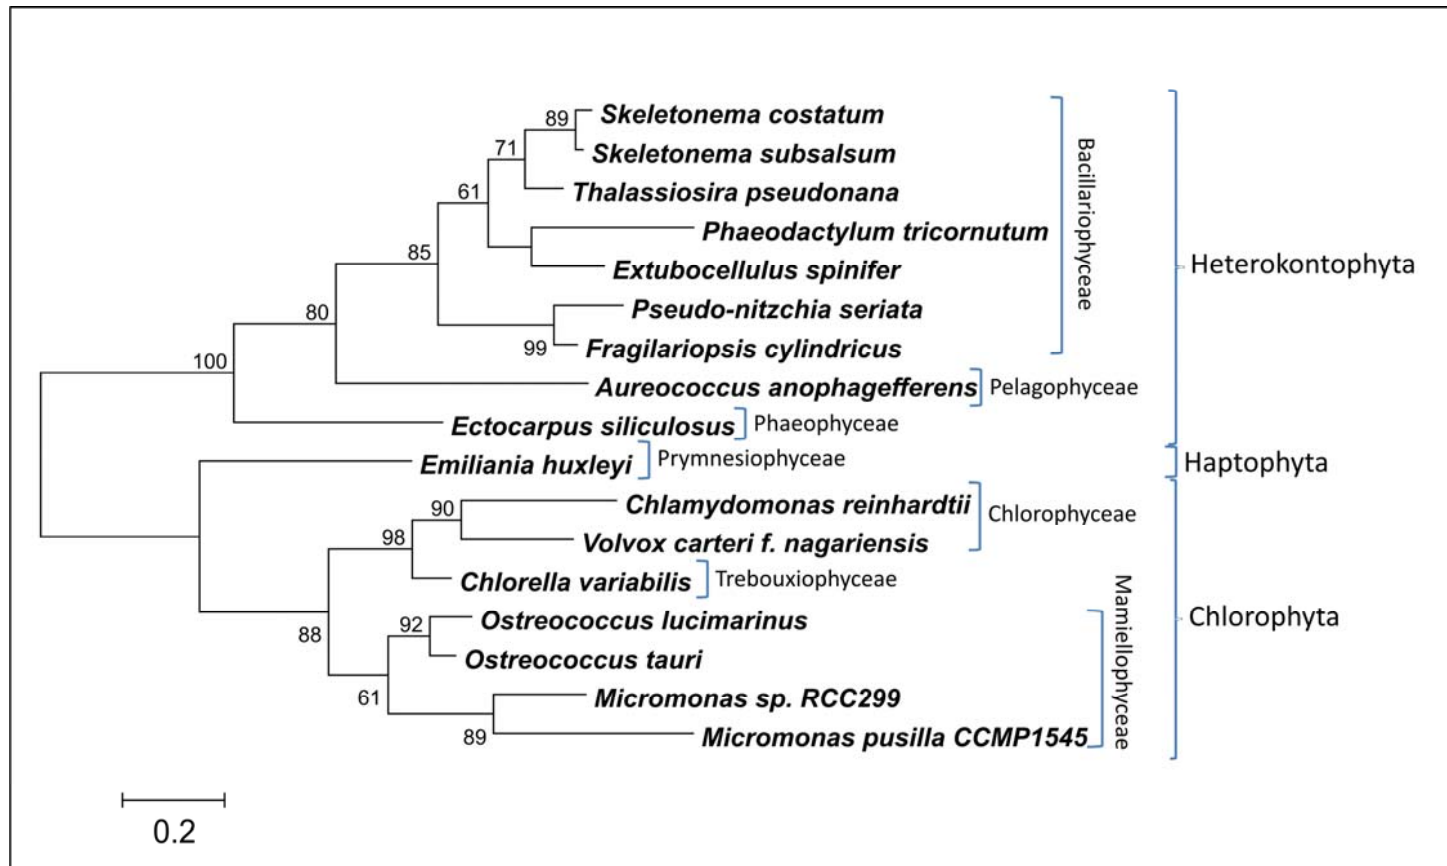 89
Skeletonema costatum
71
Skeletonema subsalsum
61
Thalassiosira pseudonana
Phaeodactylum tricornutum
85
Extubocellulus spinifer
Bacillariophyceae
Heterokontophyta
80
Pseudo-nitzchia seriata
99
Fragilariopsis cylindricus
100
Aureococcus anophagefferens
Pelagophyceae
Ectocarpus siliculosus
Phaeophyceae
Emiliania huxleyi
Prymnesiophyceae
Haptophyta
90
Chlamydomonas reinhardtii
Chlorophyceae
98
Volvox carteri f. nagariensis
Chlorella variabilis
Trebouxiophyceae
88
92
Ostreococcus lucimarinus
Mamiellophyceae
Chlorophyta
Ostreococcus tauri
61
Micromonas sp. RCC299
89
Micromonas pusilla CCMP1545
0.2